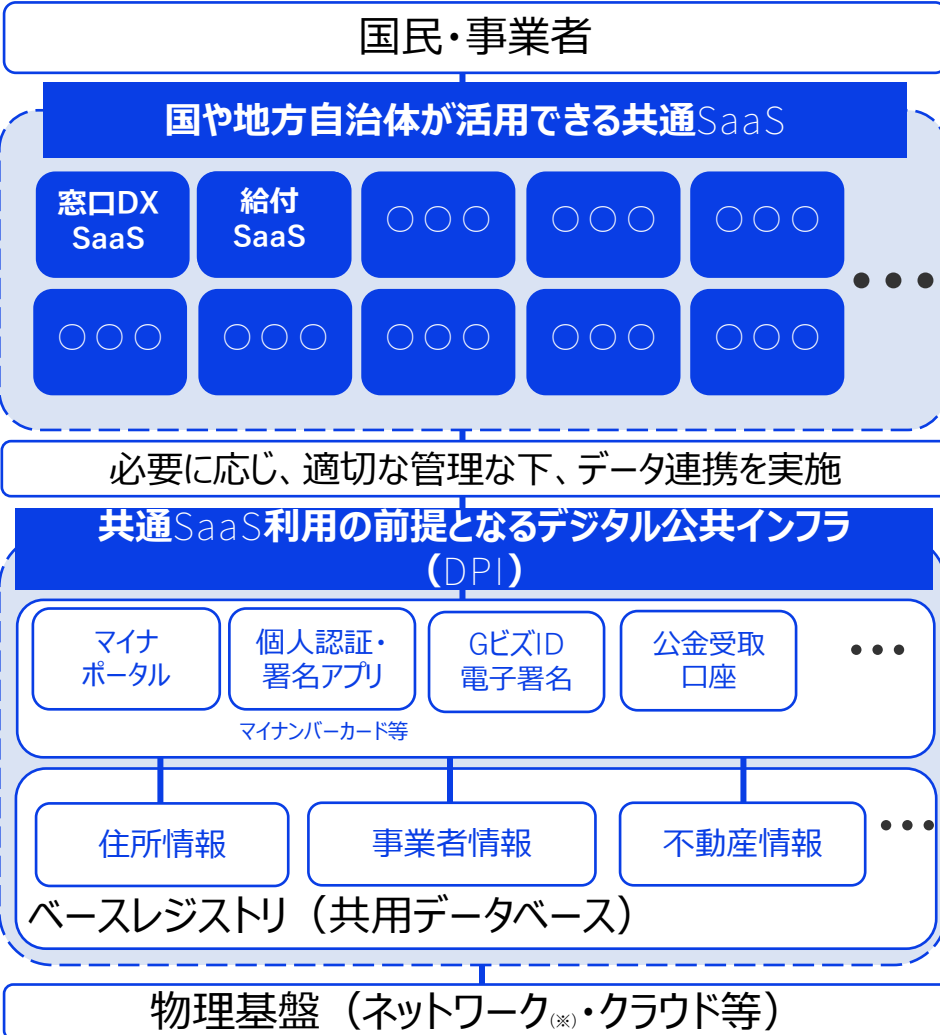 国民・事業者
国や地方自治体が活用できる共通SaaS
窓口DX
SaaS
給付
SaaS
○○○
○○○
○○○
○○○
○○○
○○○
○○○
○○○
•••
必要に応じ、適切な管理な下、データ連携を実施
共通SaaS利用の前提となるデジタル公共インフラ
（DPI）
マイナ
ポータル
個人認証・
署名アプリ
GビズID
電子署名
公金受取
口座
•••
マイナンバーカード等
住所情報
事業者情報
不動産情報
•••
ベースレジストリ（共用データベース）
物理基盤（ネットワーク(※)・クラウド等）